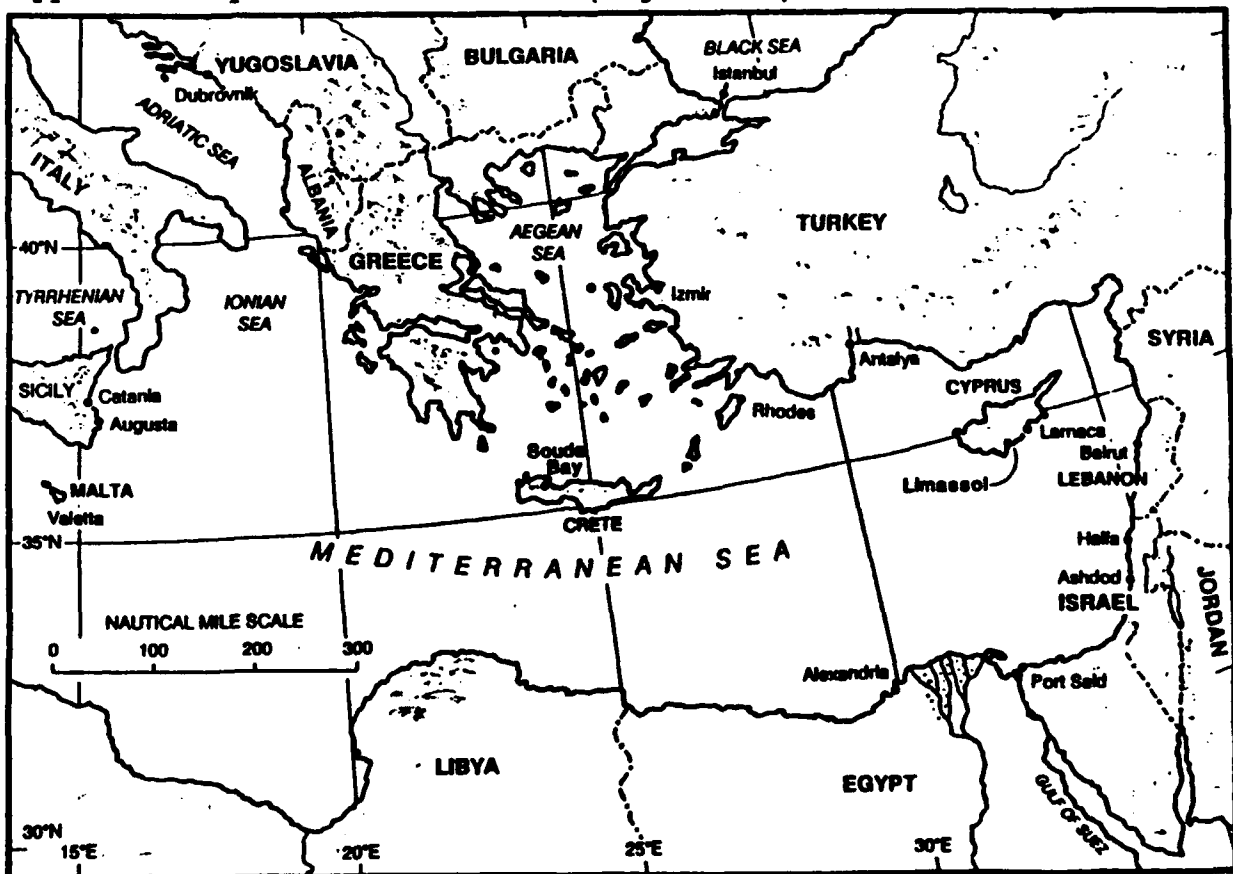 BLACK SEA
YUGOSLAVIA
BULGARIA
Istanbul
Dubrovnik
ADRIATIC SEA
ITALY
ALBANIA
TURKEY
AEGEAN
SEA
40°N
GREECE
TYRRHENIAN
SEA
IONIAN
SEA
Izmir
SYRIA
Antalya
SICILY
Catania
CYPRUS
Augusta
Rhodes
Larnaca
Souda
Bay
Beirut
Limassol
LEBANON
MALTA
Valetta
CRETE
35°N
MEDITERRANEAN SEA
Haifa
Ashdod
ISRAEL
JORDAN
NAUTICAL MILE SCALE
0 100 200 300
Alexandria
Port Said
LIBYA
EGYPT
GULF OF SUEZ
30°N
15°E 20°E 25°E 30°E